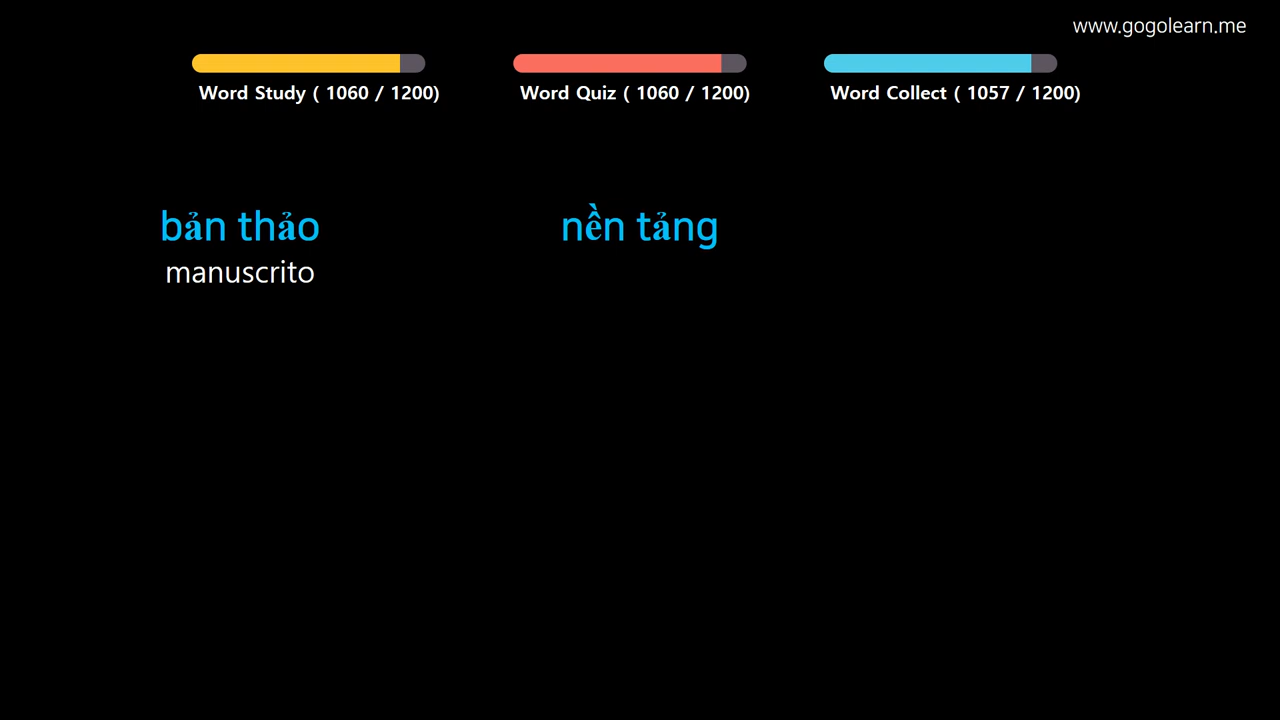 www.gogolearn.me
Word Study ( 1060 / 1200)
Word Quiz ( 1060 / 1200)
Word Collect ( 1057 / 1200)
bản thảo
manuscrito
nền tảng